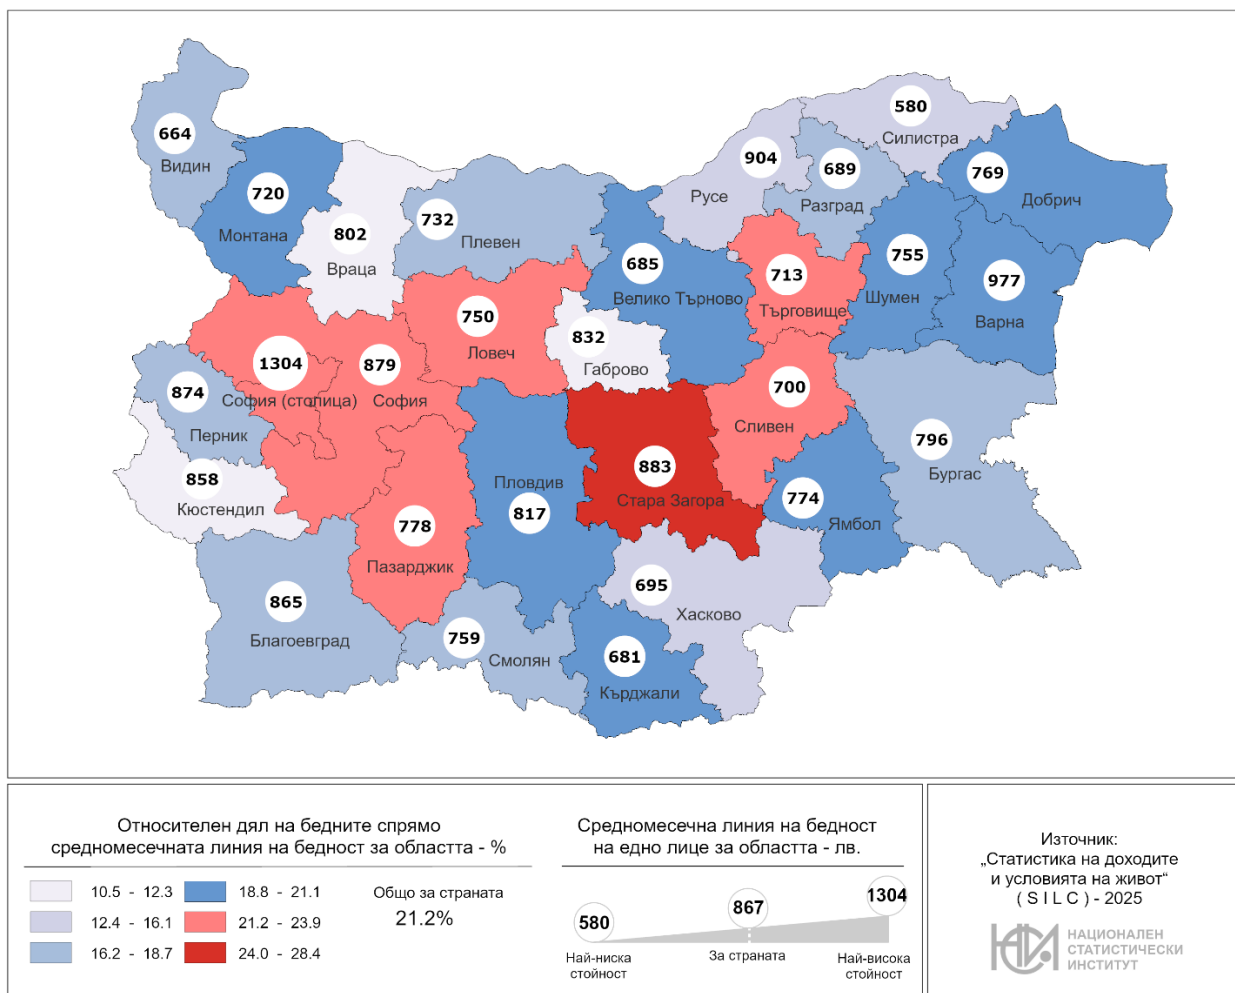 580
Силистра
664
Видин
904
Русе
689
Разград
769
Добрич
720
Монтана
802
Враца
732
Плевен
685
Велико Търново
713
Търговище
755
Шумен
977
Варна
750
Ловеч
832
Габрово
1304
София (столица)
879
София
874
Перник
700
Сливен
796
Бургас
858
Кюстендил
883
Стара Загора
Пловдив
817
774
Ямбол
778
Пазарджик
865
Благоевград
695
Хасково
759
Смолян
681
Кърджали
Относителен дял на бедните спрямо
средномесечната линия на бедност за областта - %
10.5 - 12.3
12.4 - 16.1
16.2 - 18.7
18.8 - 21.1
21.2 - 23.9
24.0 - 28.4
Общо за страната
21.2%
Средномесечна линия на бедност
на едно лице за областта - лв.
580
867
1304
Най-ниска
стойност
За страната
Най-висока
стойност
Източник:
„Статистика на доходите
и условията на живот“
( S I L C ) - 2025
НСИ
НАЦИОНАЛЕН
СТАТИСТИЧЕСКИ
ИНСТИТУТ